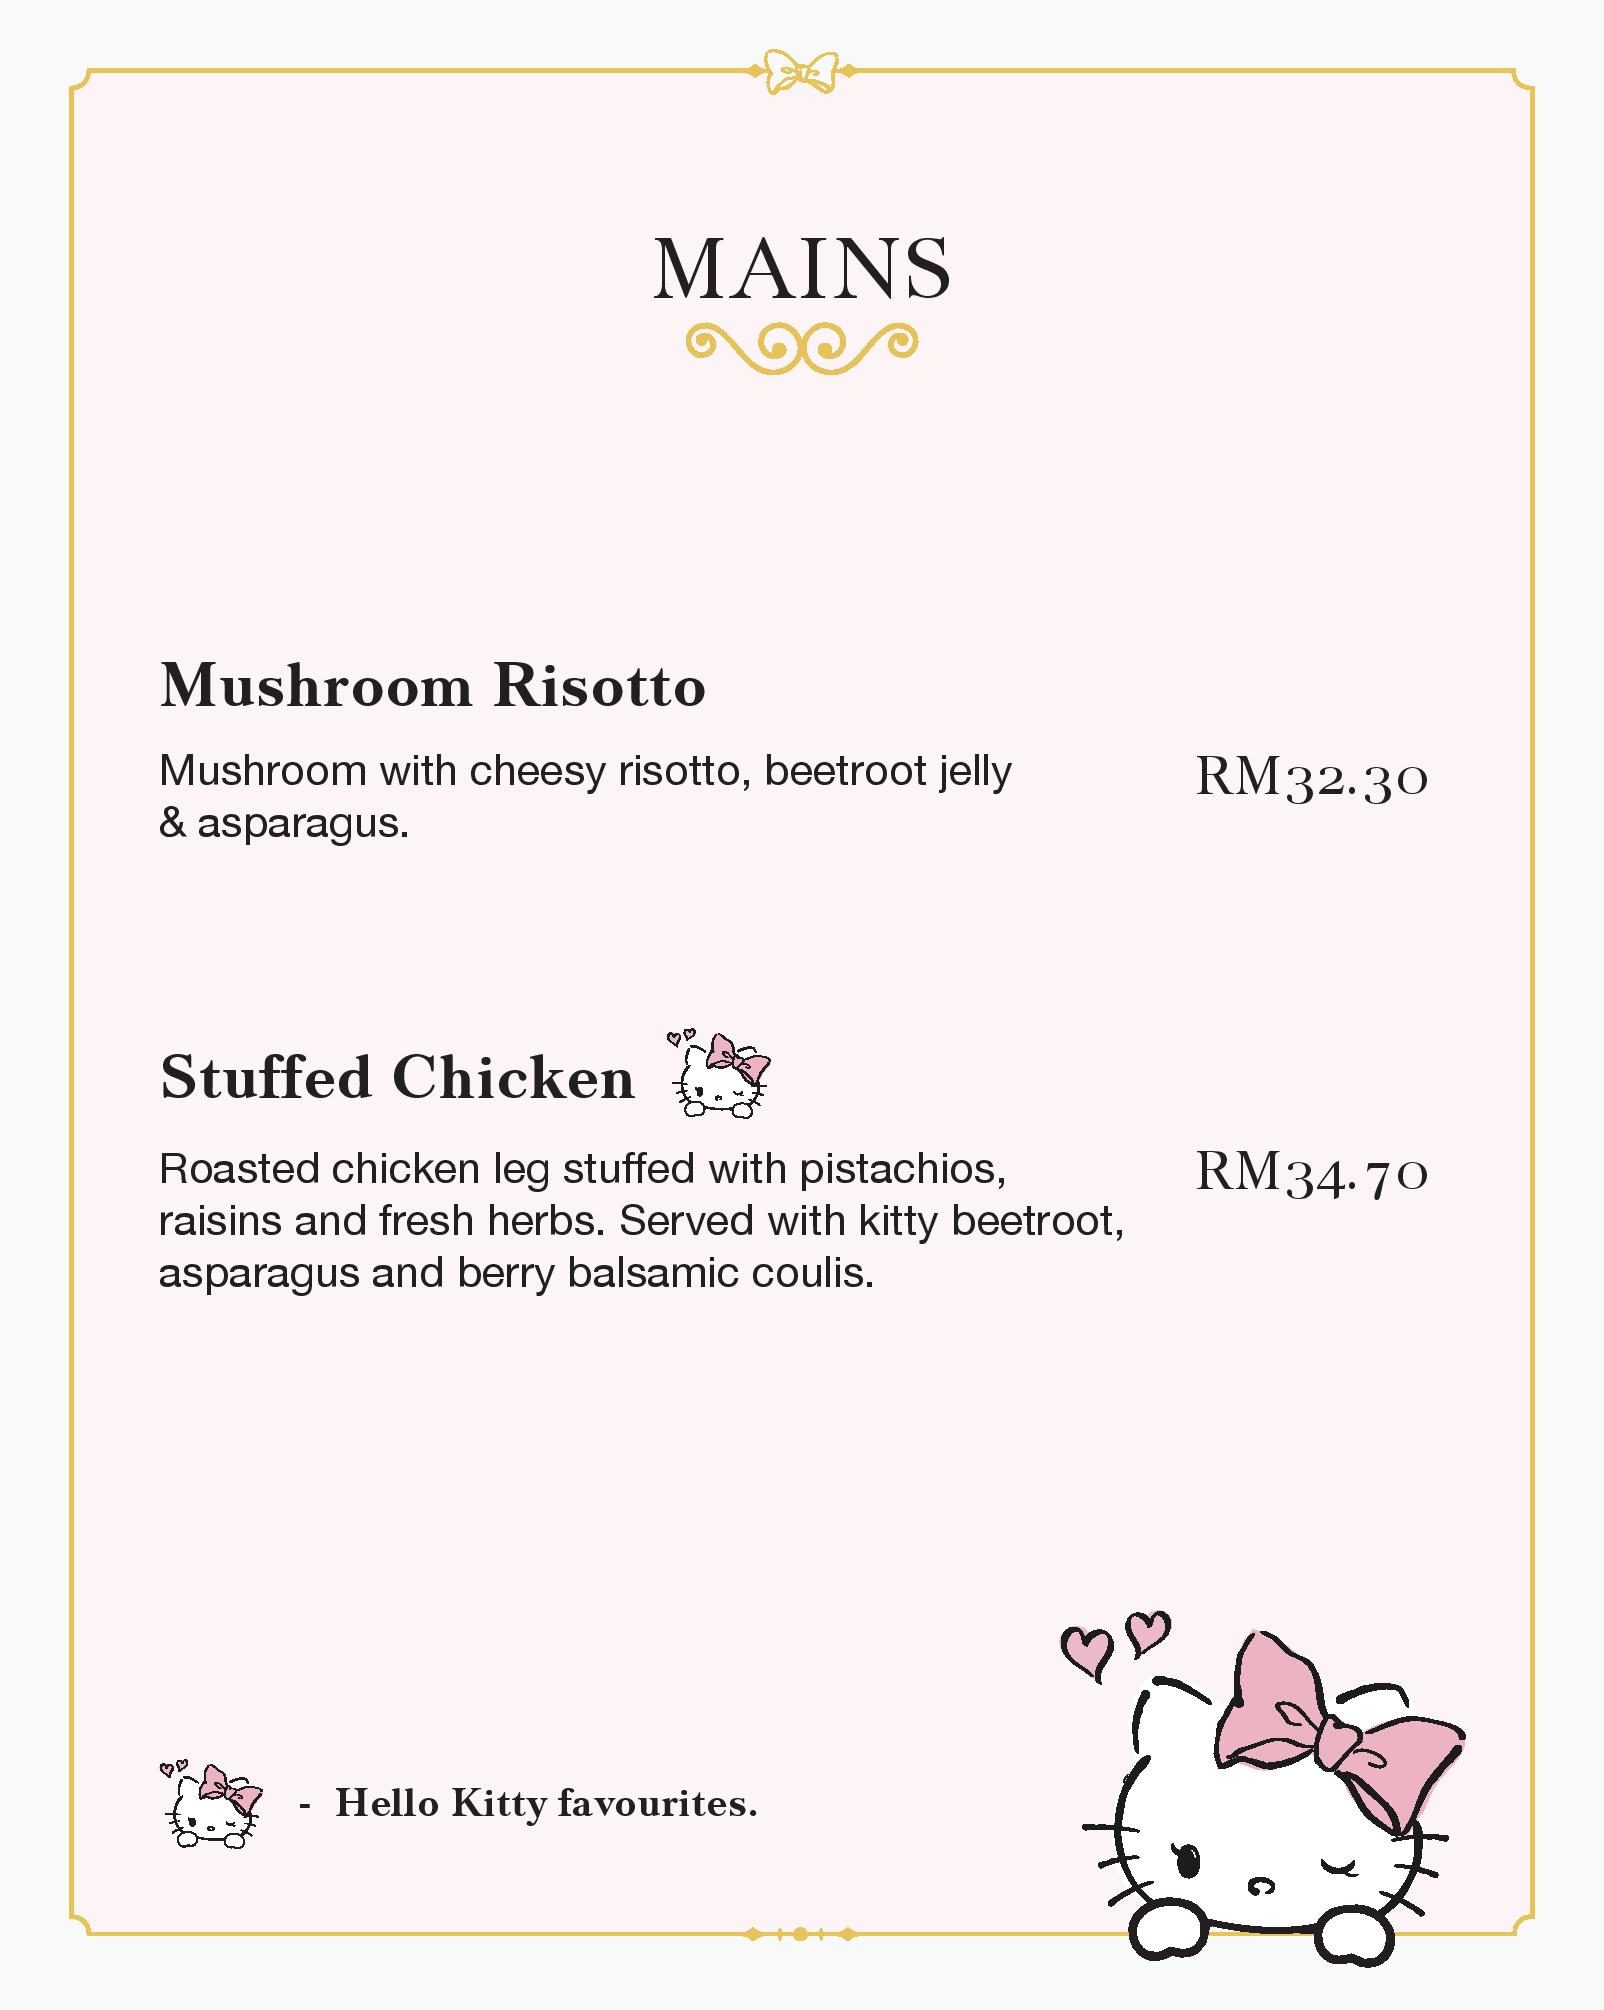 MAINS
Mushroom Risotto
Mushroom with cheesy risotto, beetroot jelly
& asparagus.
RM32.30
Stuffed Chicken
Roasted chicken leg stuffed with pistachios,
raisins and fresh herbs. Served with kitty beetroot,
asparagus and berry balsamic coulis.
RM34.70
- Hello Kitty favourites.